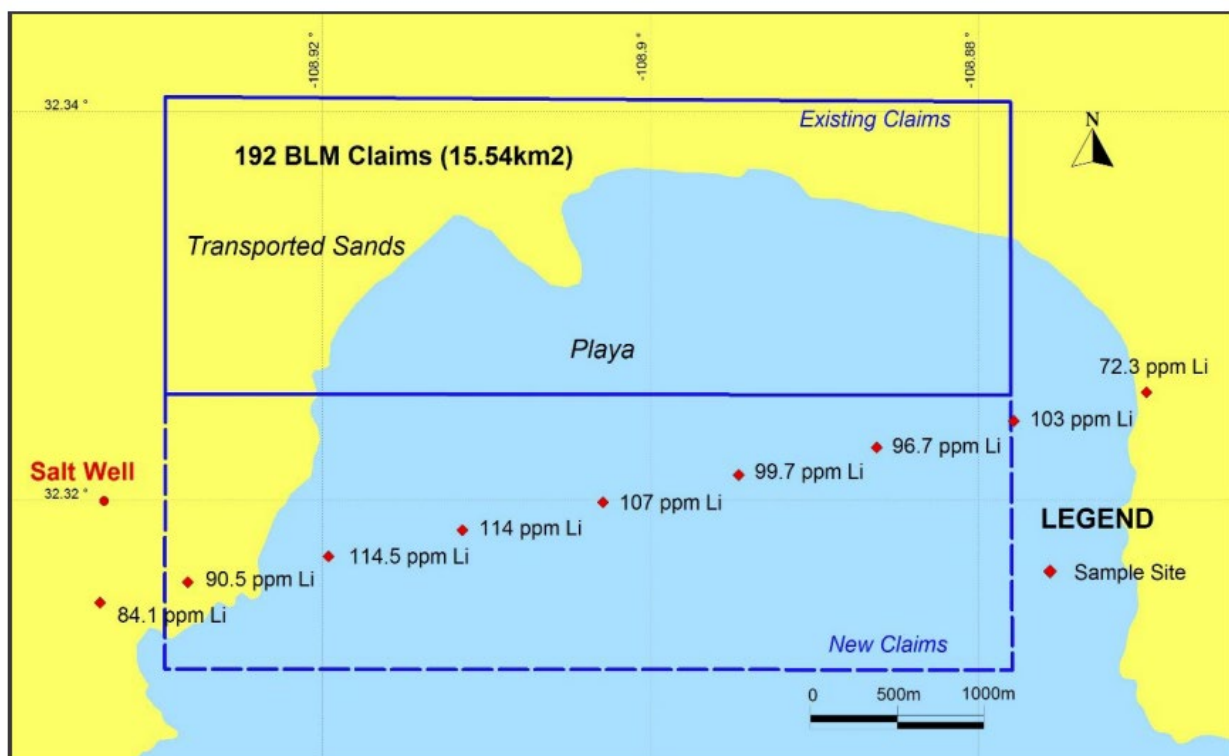 -108.92 °
-108.9 °
-108.88 °
32.34 °
Existing Claims
N
192 BLM Claims (15.54km2)
Transported Sands
Playa
72.3 ppm Li
103 ppm Li
96.7 ppm Li
Salt Well
99.7 ppm Li
32.32 °
107 ppm Li
LEGEND
114 ppm Li
114.5 ppm Li
Sample Site
90.5 ppm Li
84.1 ppm Li
New Claims
0 500m 1000m